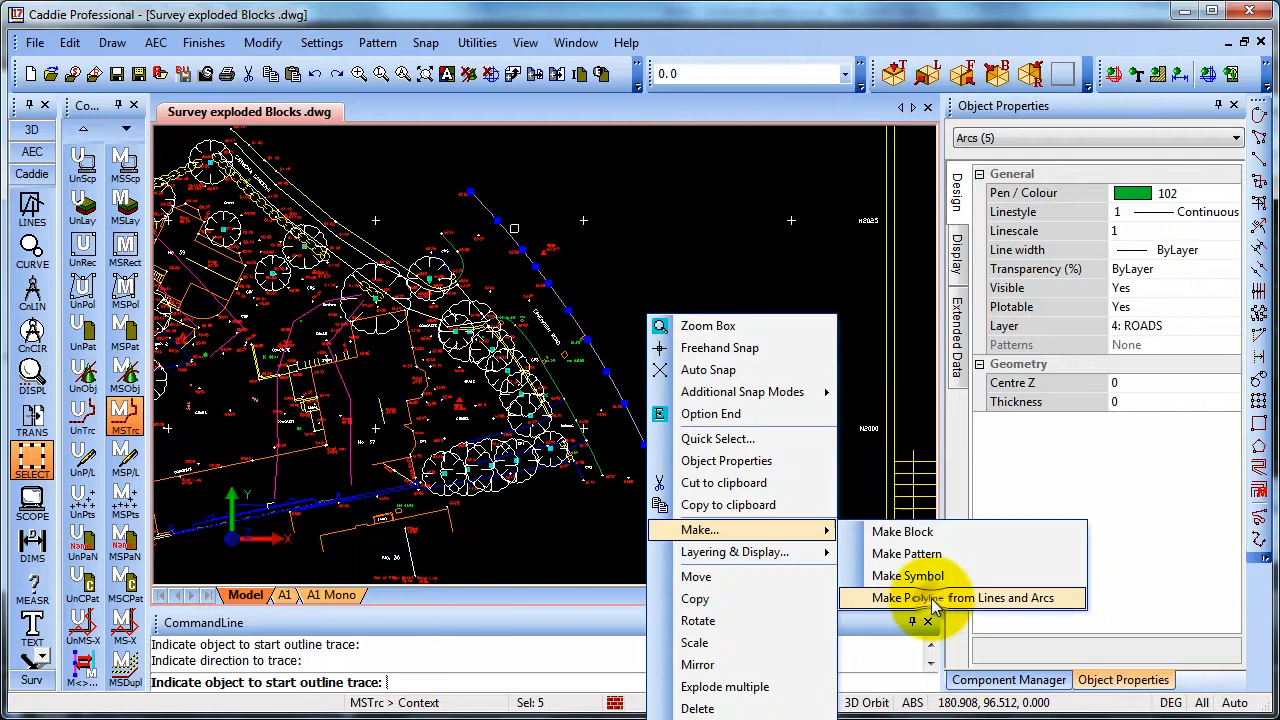 Caddie Professional - [Survey exploded Blocks .dwg]
File Edit Draw AEC Finishes Modify Settings Pattern Snap Utilities View Window Help
0. 0
Co...
Survey exploded Blocks .dwg
Object Properties
3D
AEC
Caddie
LINES
CURVE
CnLIN
CnCIR
DISPL
TRANS
SELECT
SCOPE
DIMS
MEASR
TEXT
Surv
UnScp MSScp
UnLay MSLay
UnRec MSRect
UnPol MSPol
UnPat MSPat
UnObj MSObj
UnTrc MSTrc
UnP/L MSP/L
UnPts MSPts
UnPaN MSPaN
UnCPat MSCPat
UnMS-X MSMS-X
M<>... MSDupl
N2025
N2000
Zoom Box
Freehand Snap
Auto Snap
Additional Snap Modes
Option End
Quick Select...
Object Properties
Cut to clipboard
Copy to clipboard
Make...
Layering & Display...
Move
Copy
Rotate
Scale
Mirror
Explode multiple
Delete
Make Block
Make Pattern
Make Symbol
Make Polyline from Lines and Arcs
Arcs (5)
Design
Display
Extended Data
General
Pen / Colour 102
Linestyle 1 Continuous
Linescale 1
Line width ByLayer
Transparency (%) ByLayer
Visible Yes
Plotable Yes
Layer 4: ROADS
Patterns None
Geometry
Centre Z 0
Thickness 0
Model A1 A1 Mono
CommandLine
Indicate object to start outline trace:
Indicate direction to trace:
Indicate object to start outline trace:
Component Manager Object Properties
MSTrc > Context Sel: 5 3D Orbit ABS 180.908, 96.512, 0.000 DEG All Auto